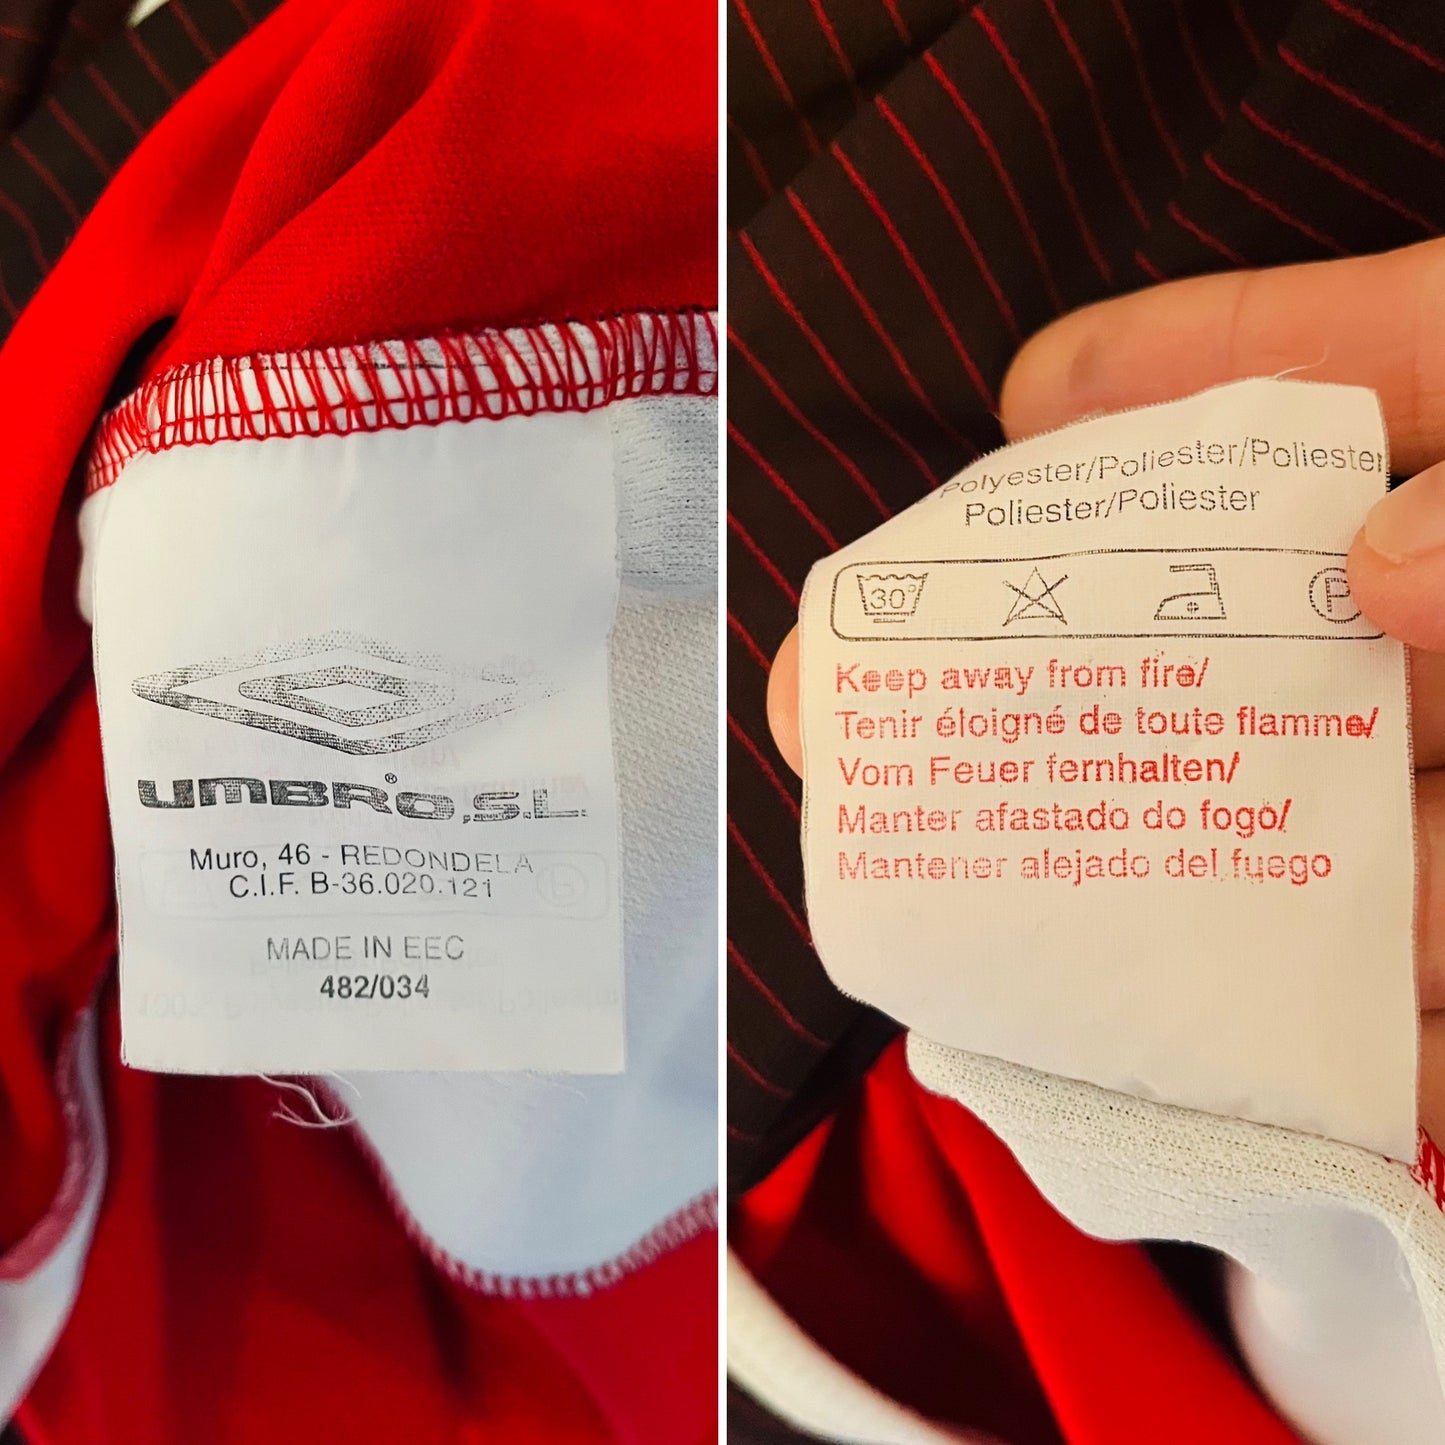 UMBRO® ,S.L.
Muro, 46 - REDONDELA
C.I.F. B-36.020.121
MADE IN EEC
482/034
Polyester/Poliester/Poliester
Poliester/Poliester
30°
P
Keep away from fire/
Tenir éloigné de toute flamme/
Vom Feuer fernhalten/
Manter afastado do fogo/
Mantener alejado del fuego